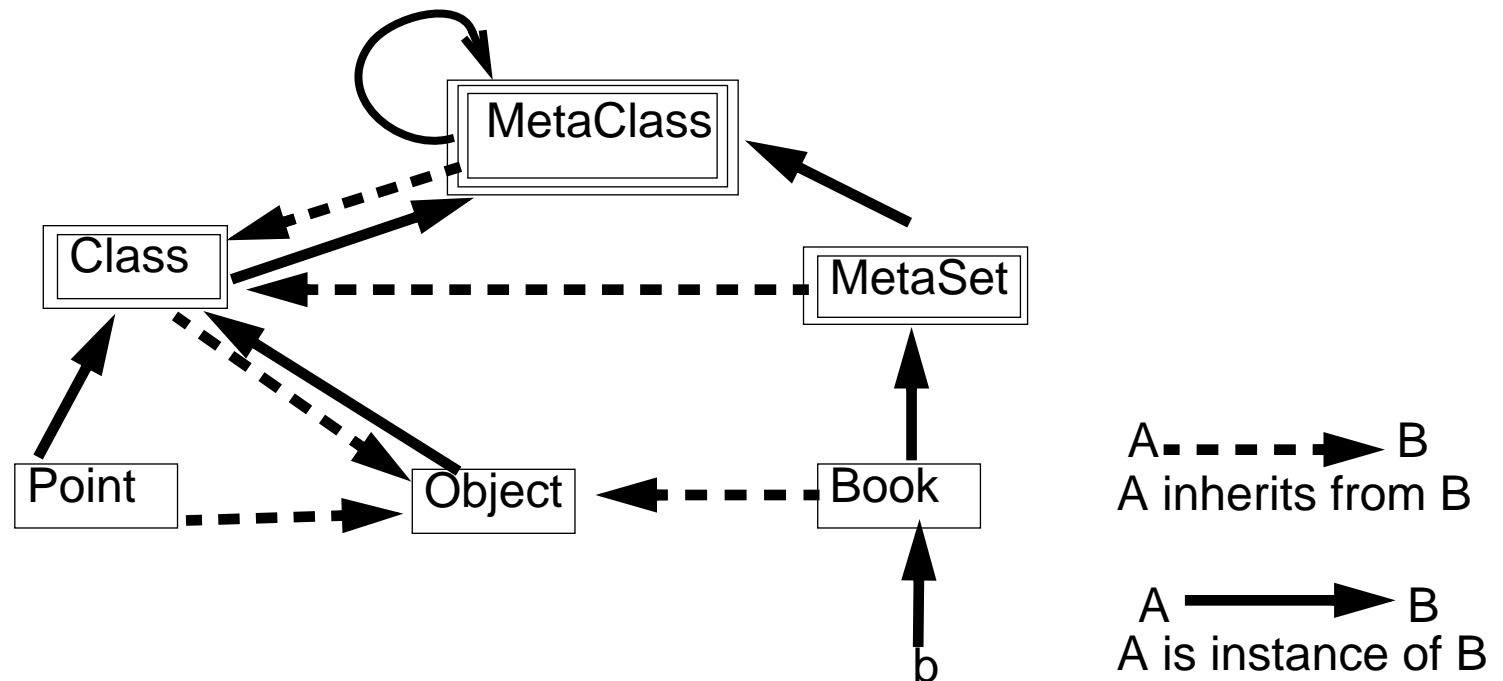 MetaClass
Class
MetaSet
Point
Object
Book
b
A B
A inherits from B
A B
A is instance of B